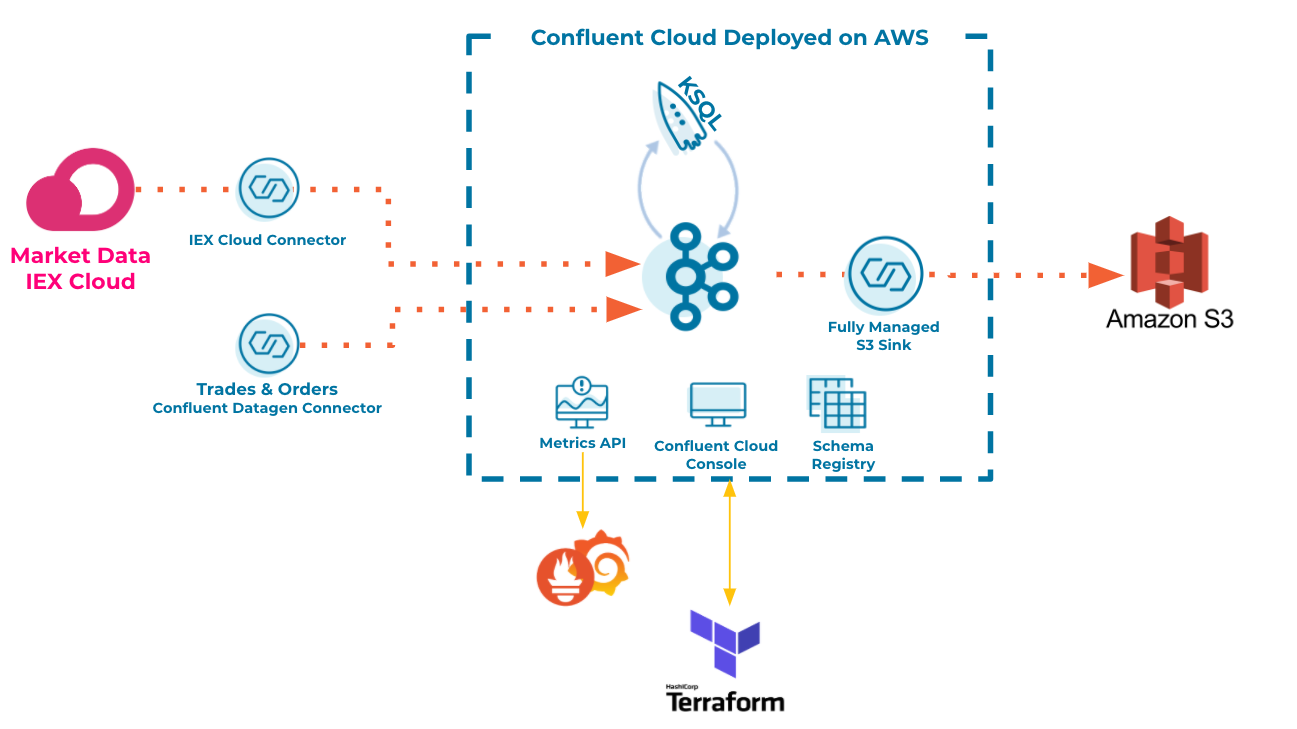 Confluent Cloud Deployed on AWS
KSQL
Market Data
IEX Cloud
IEX Cloud Connector
Trades & Orders
Confluent Datagen Connector
Fully Managed
S3 Sink
Amazon S3
Metrics API
Confluent Cloud
Console
Schema
Registry
HashiCorp
Terraform